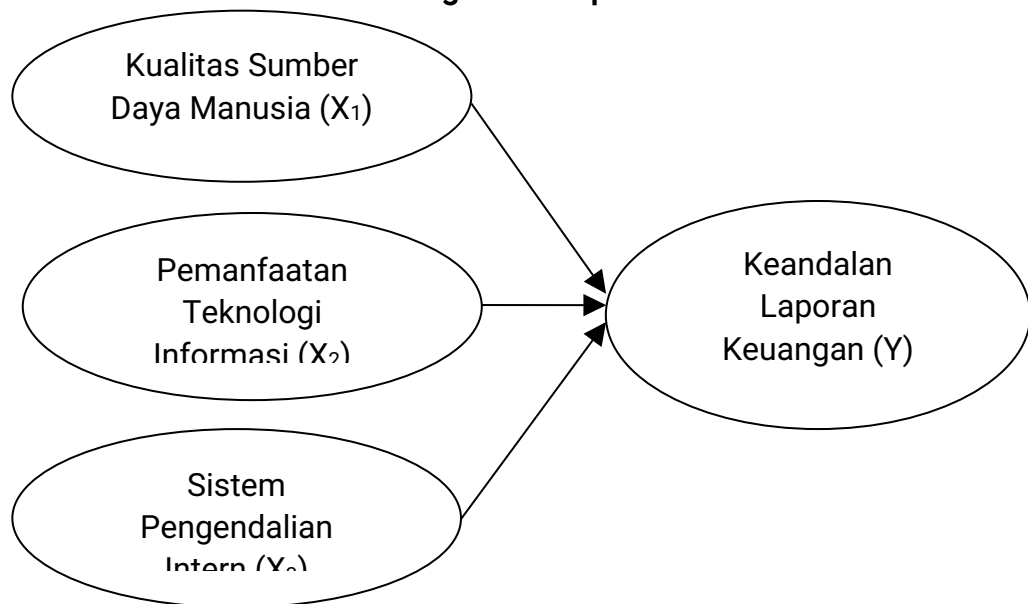 Kualitas Sumber
Daya Manusia (X₁)
Pemanfaatan
Teknologi
Informasi (X₂)
Sistem
Pengendalian
Intern
Keandalan
Laporan
Keuangan (Y)